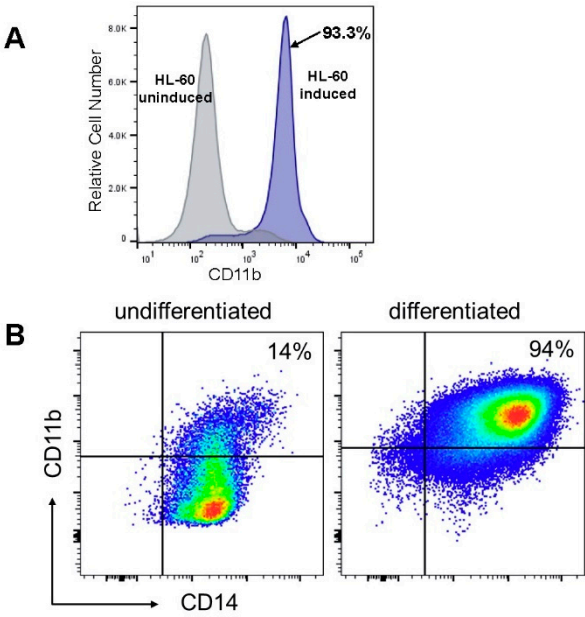 A
8.0K
6.0K
4.0K
2.0K
0
Relative Cell Number
HL-60
uninduced
93.3%
HL-60
induced
10¹
10²
10³
10⁴
10⁵
CD11b
B
undifferentiated
differentiated
14%
94%
CD11b
CD14